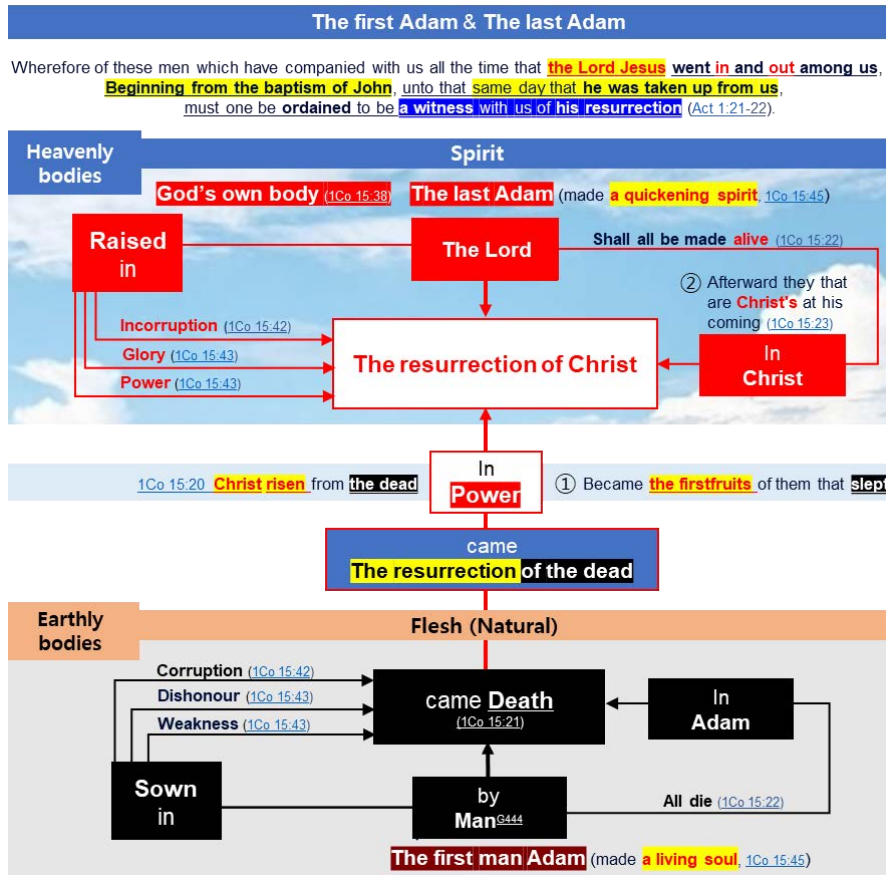 The first Adam & The last Adam
Wherefore of these men which have companied with us all the time that the Lord Jesus went in and out among us,
Beginning from the baptism of John, unto that same day that he was taken up from us,
must one be ordained to be a witness with us of his resurrection (Act 1:21-22).
Heavenly
bodies
Spirit
God's own body (1Co 15:38) The last Adam (made a quickening spirit, 1Co 15:45)
Raised
in
The Lord
Shall all be made alive (1Co 15:22)
② Afterward they that
are Christ's at his
coming (1Co 15:23)
Incorruption (1Co 15:42)
Glory (1Co 15:43)
Power (1Co 15:43)
The resurrection of Christ
In
Christ
1Co 15:20 Christ risen from the dead
In
Power
① Became the firstfruits of them that slept
came
The resurrection of the dead
Earthly
bodies
Flesh (Natural)
Corruption (1Co 15:42)
Dishonour (1Co 15:43)
Weakness (1Co 15:43)
came Death
(1Co 15:21)
In
Adam
Sown
in
by
Man G444
All die (1Co 15:22)
The first man Adam (made a living soul, 1Co 15:45)